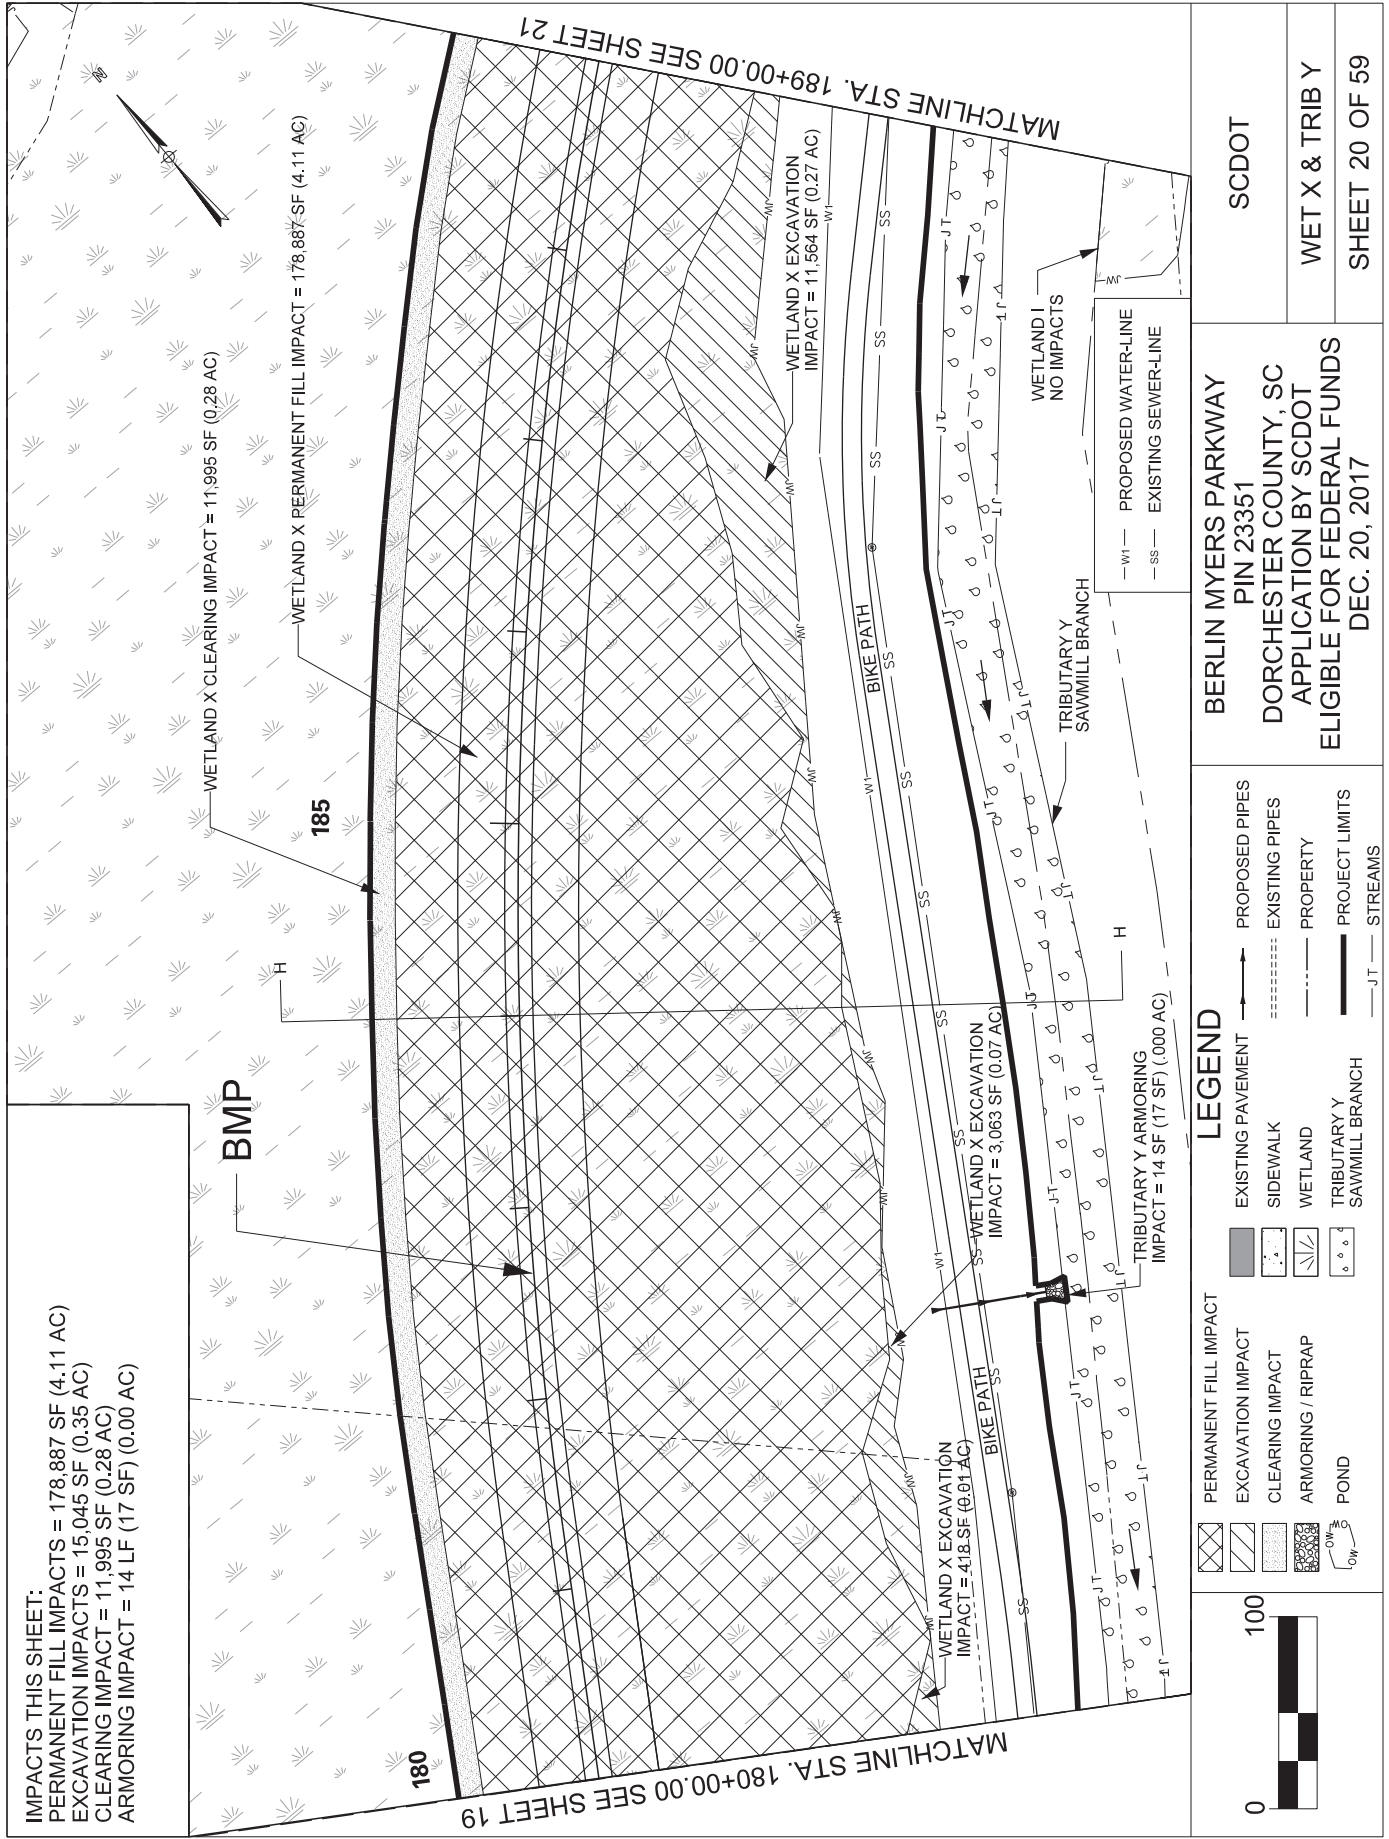 IMPACTS THIS SHEET:
PERMANENT FILL IMPACTS = 178,887 SF (4.11 AC)
EXCAVATION IMPACTS = 15,045 SF (0.35 AC)
CLEARING IMPACT = 11,995 SF (0.28 AC)
ARMORING IMPACT = 14 LF (17 SF) (0.00 AC)
BMP
N
WETLAND X CLEARING IMPACT = 11,995 SF (0.28 AC)
WETLAND X PERMANENT FILL IMPACT = 178,887 SF (4.11 AC)
180
185
H
H
MATCHLINE STA. 180+00.00 SEE SHEET 19
MATCHLINE STA. 189+00.00 SEE SHEET 21
WETLAND X EXCAVATION
IMPACT = 11,564 SF (0.27 AC)
WETLAND X EXCAVATION
IMPACT = 3,063 SF (0.07 AC)
WETLAND X EXCAVATION
IMPACT = 418 SF (0.01 AC)
BIKE PATH
BIKE PATH
TRIBUTARY Y ARMORING
IMPACT = 14 SF (17 SF) (.000 AC)
TRIBUTARY Y
SAWMILL BRANCH
WETLAND I
NO IMPACTS
W1 PROPOSED WATER-LINE
SS EXISTING SEWER-LINE
0 100
LEGEND
PERMANENT FILL IMPACT
EXCAVATION IMPACT
CLEARING IMPACT
ARMORING / RIPRAP
OW OW OW POND
EXISTING PAVEMENT
SIDEWALK
WETLAND
TRIBUTARY Y
SAWMILL BRANCH
PROPOSED PIPES
EXISTING PIPES
PROPERTY
PROJECT LIMITS
JT STREAMS
BERLIN MYERS PARKWAY
PIN 23351
DORCHESTER COUNTY, SC
APPLICATION BY SCDOT
ELIGIBLE FOR FEDERAL FUNDS
DEC. 20, 2017
SCDOT
WET X & TRIB Y
SHEET 20 OF 59